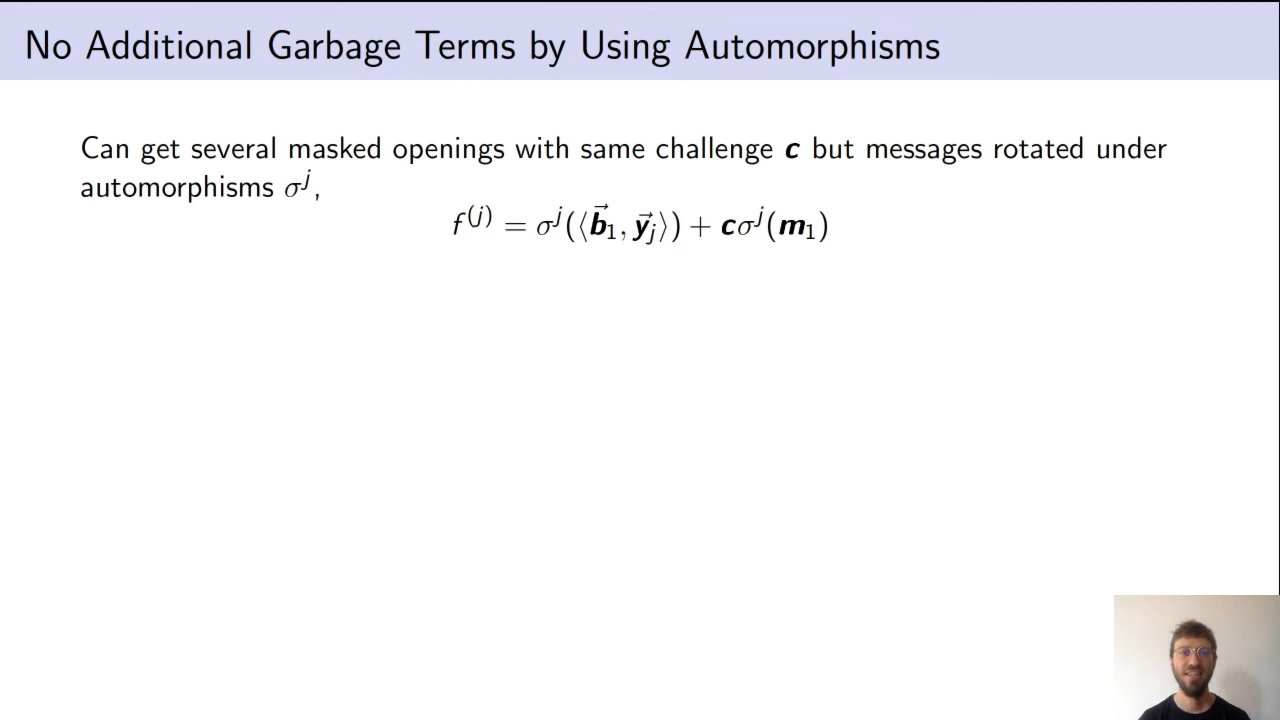 No Additional Garbage Terms by Using Automorphisms
Can get several masked openings with same challenge c but messages rotated under
automorphisms σ^j,
f^(j) = σ^j(⟨b⃗_1, y⃗_j⟩) + cσ^j(m_1)